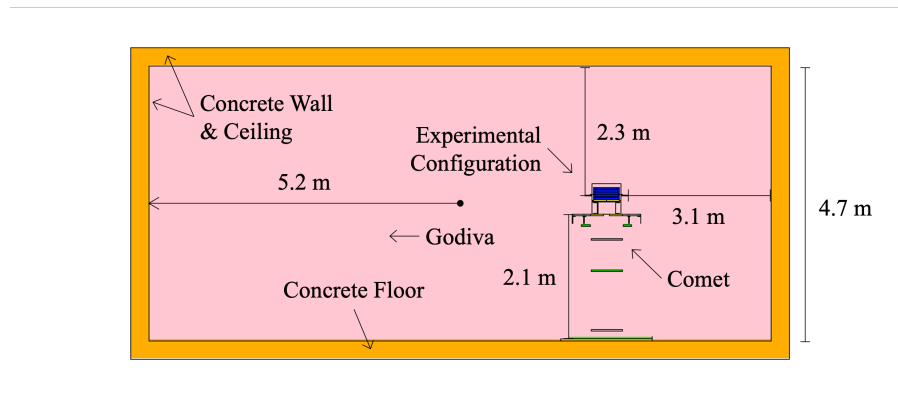 Concrete Wall
& Ceiling
Experimental
Configuration
2.3 m
5.2 m
3.1 m
4.7 m
Godiva
2.1 m
Comet
Concrete Floor